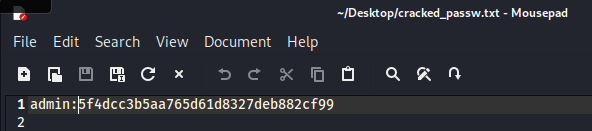 ~/Desktop/cracked_passw.txt - Mousepad
File Edit Search View Document Help
1 admin:5f4dcc3b5aa765d61d8327deb882cf99
2